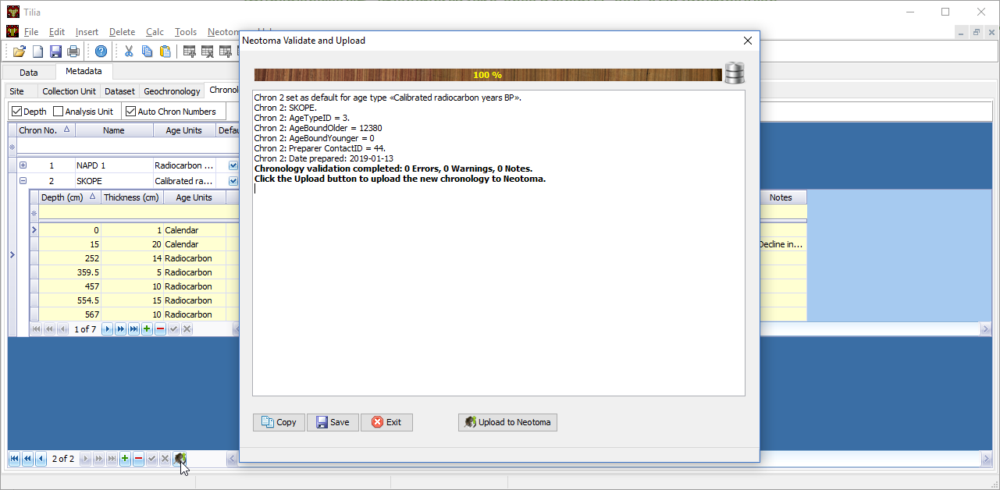 Tilia
File Edit Insert Delete Calc Tools
Data Metadata
Site Collection Unit Dataset Geochronology
Depth Analysis Unit Auto Chron Numbers
Chron No. Name Age Units
1 NAPD 1 Radiocarbon ...
2 SKOPE Calibrated ra...
Depth (cm) Thickness (cm) Age Units Notes
0 1 Calendar
15 20 Calendar Decline in...
252 14 Radiocarbon
359.5 5 Radiocarbon
457 10 Radiocarbon
554.5 15 Radiocarbon
567 10 Radiocarbon
1 of 7
2 of 2
Neotoma Validate and Upload
100 %
Chron 2 set as default for age type «Calibrated radiocarbon years BP».
Chron 2: SKOPE.
Chron 2: AgeTypeID = 3.
Chron 2: AgeBoundOlder = 12380
Chron 2: AgeBoundYounger = 0
Chron 2: Preparer ContactID = 44.
Chron 2: Date prepared: 2019-01-13
Chronology validation completed: 0 Errors, 0 Warnings, 0 Notes.
Click the Upload button to upload the new chronology to Neotoma.
Copy Save Exit Upload to Neotoma